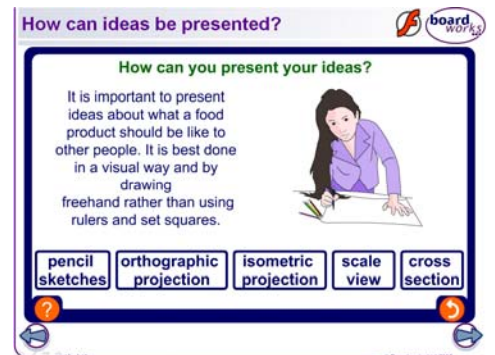 How can ideas be presented?
board
works
How can you present your ideas?
It is important to present
ideas about what a food
product should be like to
other people. It is best done
in a visual way and by
drawing
freehand rather than using
rulers and set squares.
pencil
sketches
orthographic
projection
isometric
projection
scale
view
cross
section
?